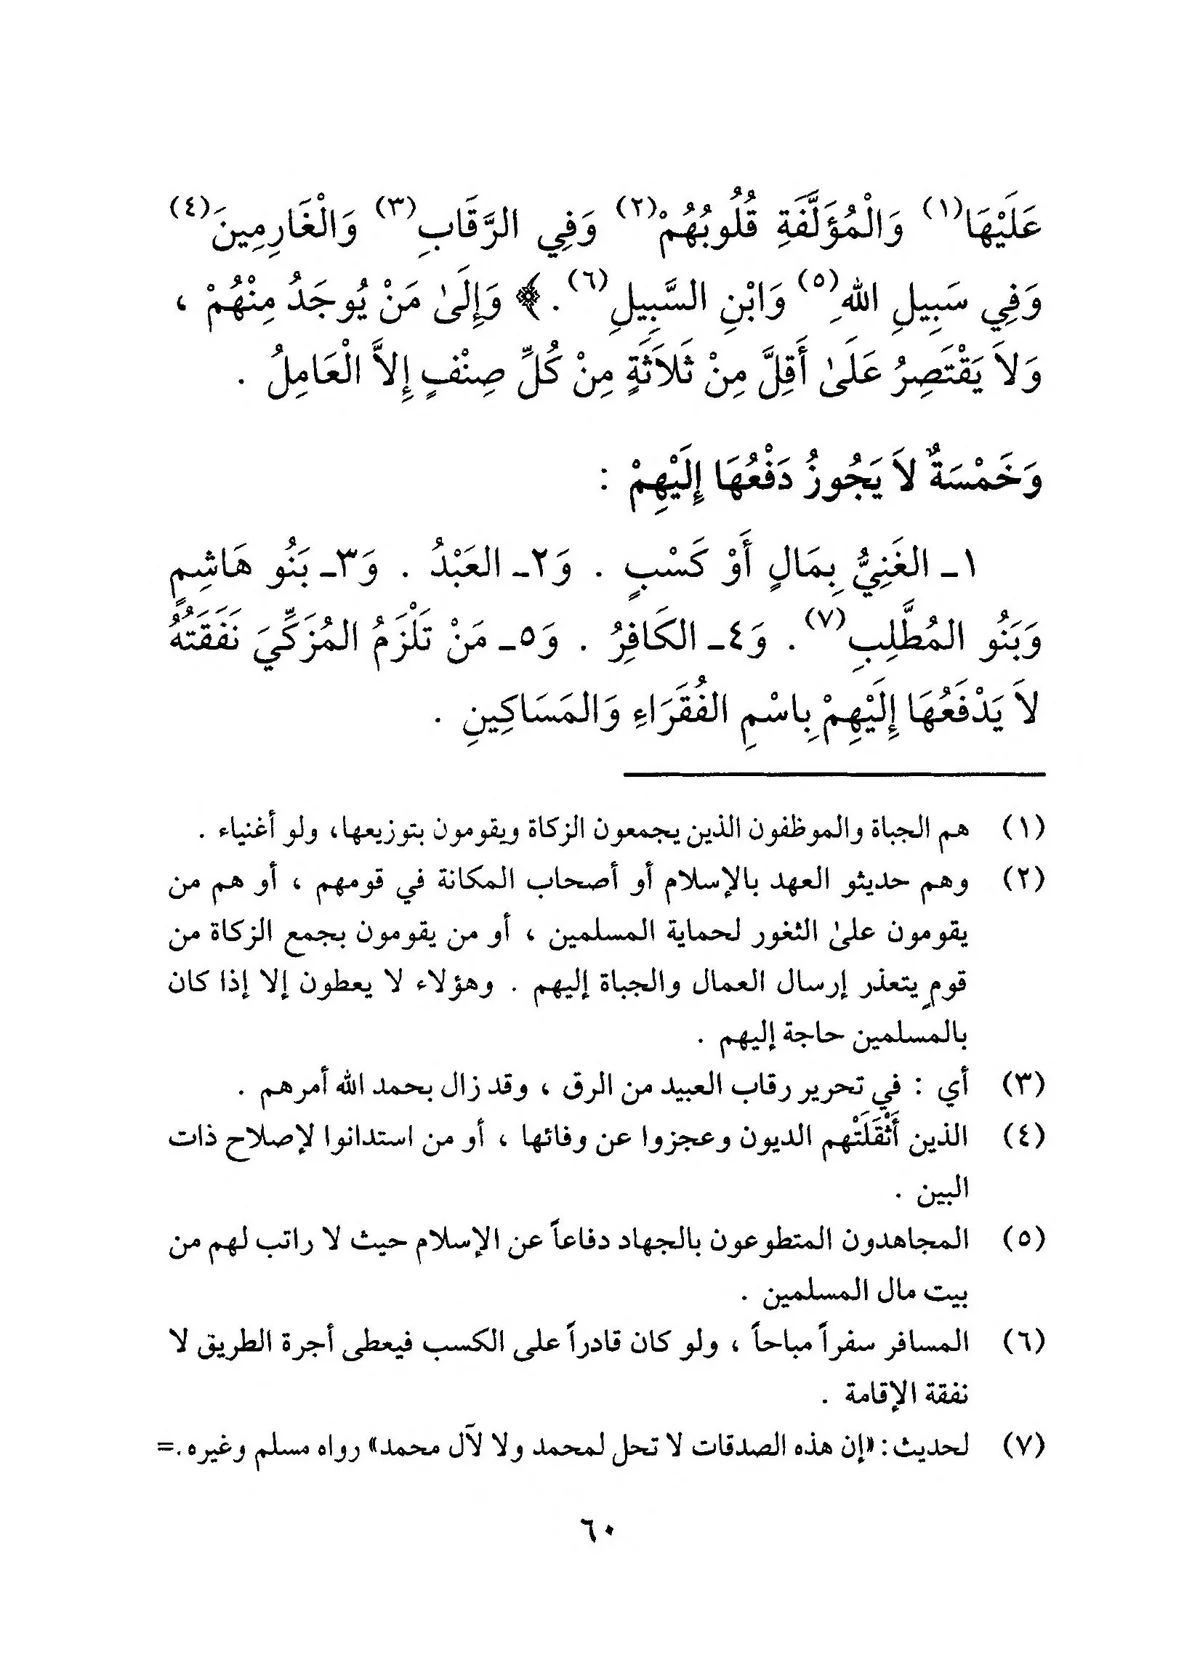 عَلَيْهَا(١) وَالْمُؤَلَّفَةِ قُلُوبُهُمْ(٢) وَفِي الرِّقَابِ(٣) وَالْغَارِمِينَ(٤)
وَفِي سَبِيلِ اللهِ(٥) وَابْنِ السَّبِيلِ(٦).﴾ وَإِلَىٰ مَنْ يُوجَدُ مِنْهُمْ ،
وَلاَ يَقْتَصِرُ عَلَىٰ أَقِلَّ مِنْ ثَلاَثَةٍ مِنْ كُلِّ صِنْفٍ إِلاَّ الْعَامِلُ .
وَخَمْسَةٌ لاَ يَجُوزُ دَفْعُهَا إِلَيْهِمْ :
١ـ الغَنِيُّ بِمَالٍ أَوْ كَسْبٍ . وَ٢ـ العَبْدُ . وَ٣ـ بَنُو هَاشِمٍ
وَبَنُو المُطَّلِبِ(٧) . وَ٤ـ الكَافِرُ . وَ٥ـ مَنْ تَلْزَمُ المُزَكِّيَ نَفَقَتُهُ
لاَ يَدْفَعُهَا إِلَيْهِمْ بِاسْمِ الفُقَرَاءِ وَالمَسَاكِينِ .
(١) هم الجباة والموظفون الذين يجمعون الزكاة ويقومون بتوزيعها، ولو أغنياء .
(٢) وهم حديثو العهد بالإسلام أو أصحاب المكانة في قومهم ، أو هم من
يقومون علىٰ الثغور لحماية المسلمين ، أو من يقومون بجمع الزكاة من
قومٍ يتعذر إرسال العمال والجباة إليهم . وهؤلاء لا يعطون إلا إذا كان
بالمسلمين حاجة إليهم .
(٣) أي : في تحرير رقاب العبيد من الرق ، وقد زال بحمد الله أمرهم .
(٤) الذين أَثْقَلَتْهم الديون وعجزوا عن وفائها ، أو من استدانوا لإصلاح ذات
البين .
(٥) المجاهدون المتطوعون بالجهاد دفاعاً عن الإسلام حيث لا راتب لهم من
بيت مال المسلمين .
(٦) المسافر سفراً مباحاً ، ولو كان قادراً على الكسب فيعطى أجرة الطريق لا
نفقة الإقامة .
(٧) لحديث: «إن هذه الصدقات لا تحل لمحمد ولا لآل محمد» رواه مسلم وغيره.=
٦٠